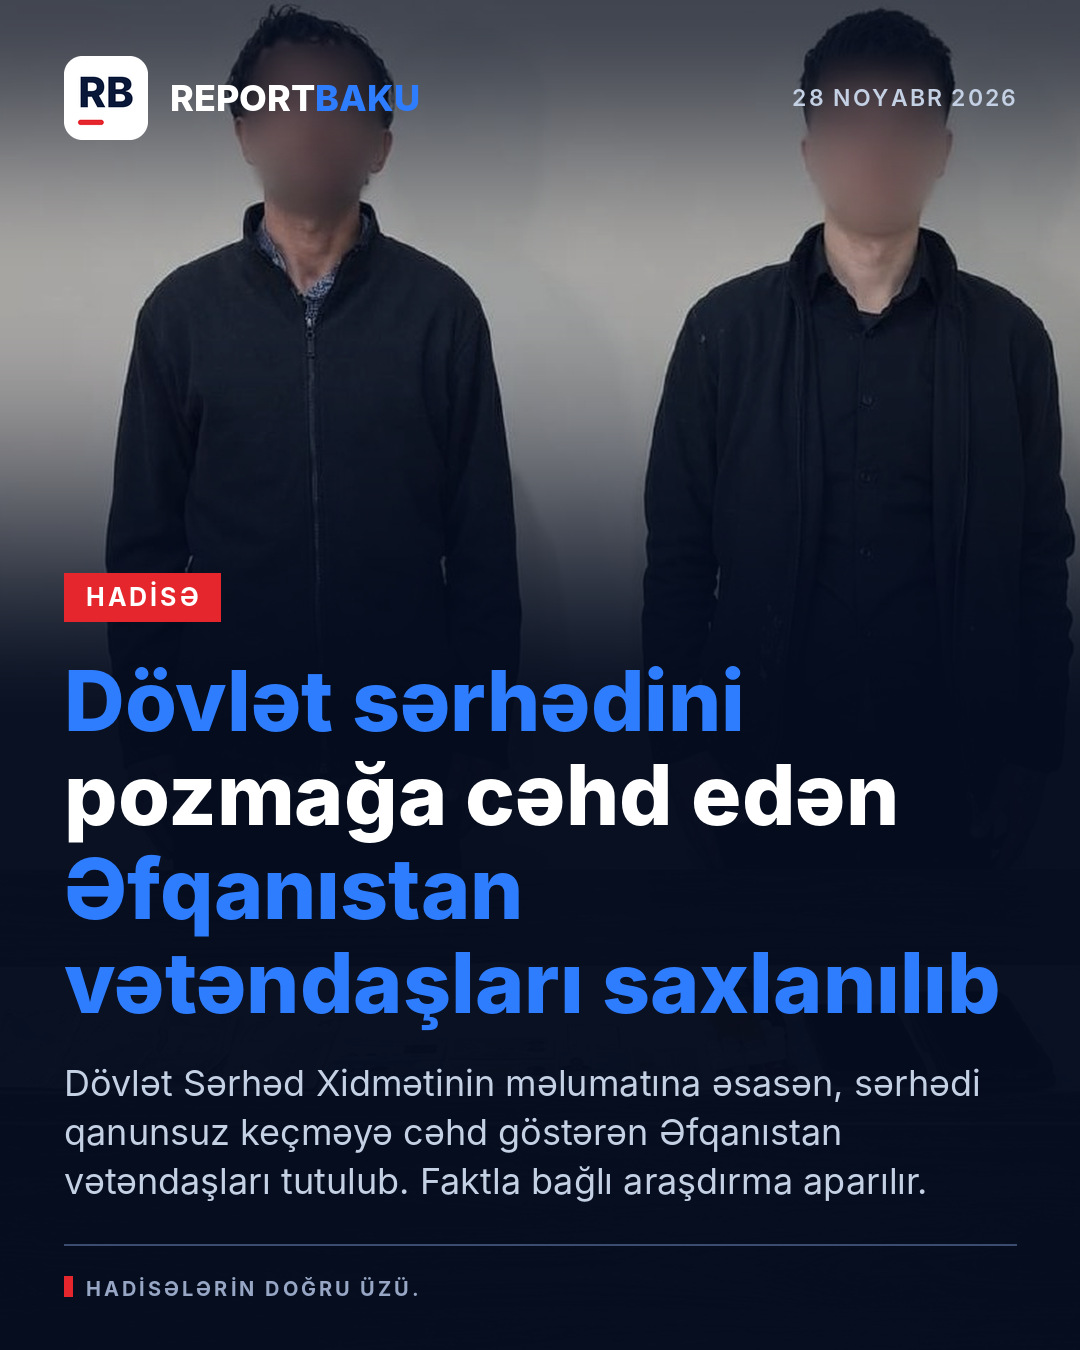 RB
REPORTBAKU
28 NOYABR 2026
HADİSƏ
Dövlət sərhədini
pozmağa cəhd edən
Əfqanıstan
vətəndaşları saxlanılıb
Dövlət Sərhəd Xidmətinin məlumatına əsasən, sərhədi
qanunsuz keçməyə cəhd göstərən Əfqanıstan
vətəndaşları tutulub. Faktla bağlı araşdırma aparılır.
HADİSƏLƏRİN DOĞRU ÜZÜ.